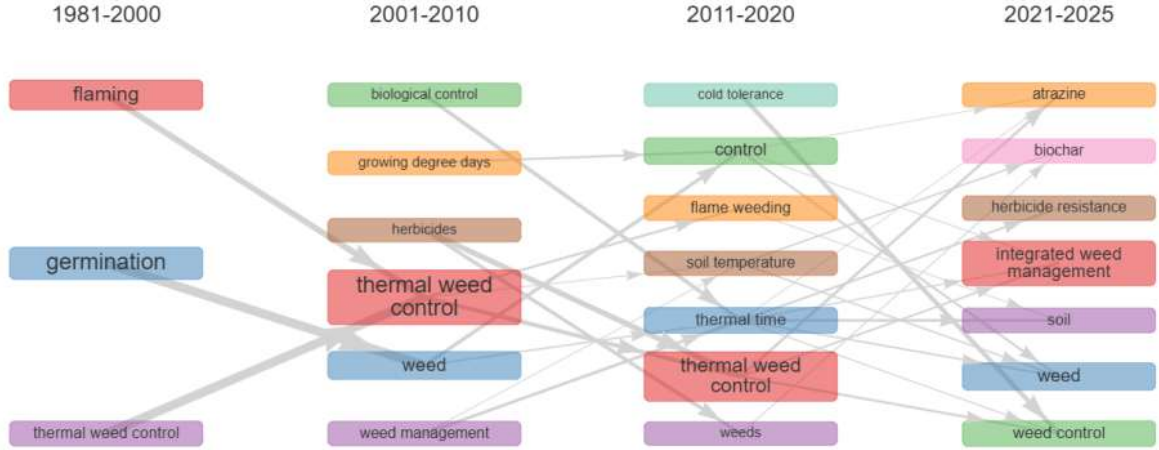 1981-2000
2001-2010
2011-2020
2021-2025
flaming
germination
thermal weed control
biological control
growing degree days
herbicides
thermal weed
control
weed
weed management
cold tolerance
control
flame weeding
soil temperature
thermal time
thermal weed
control
weeds
atrazine
biochar
herbicide resistance
integrated weed
management
soil
weed
weed control